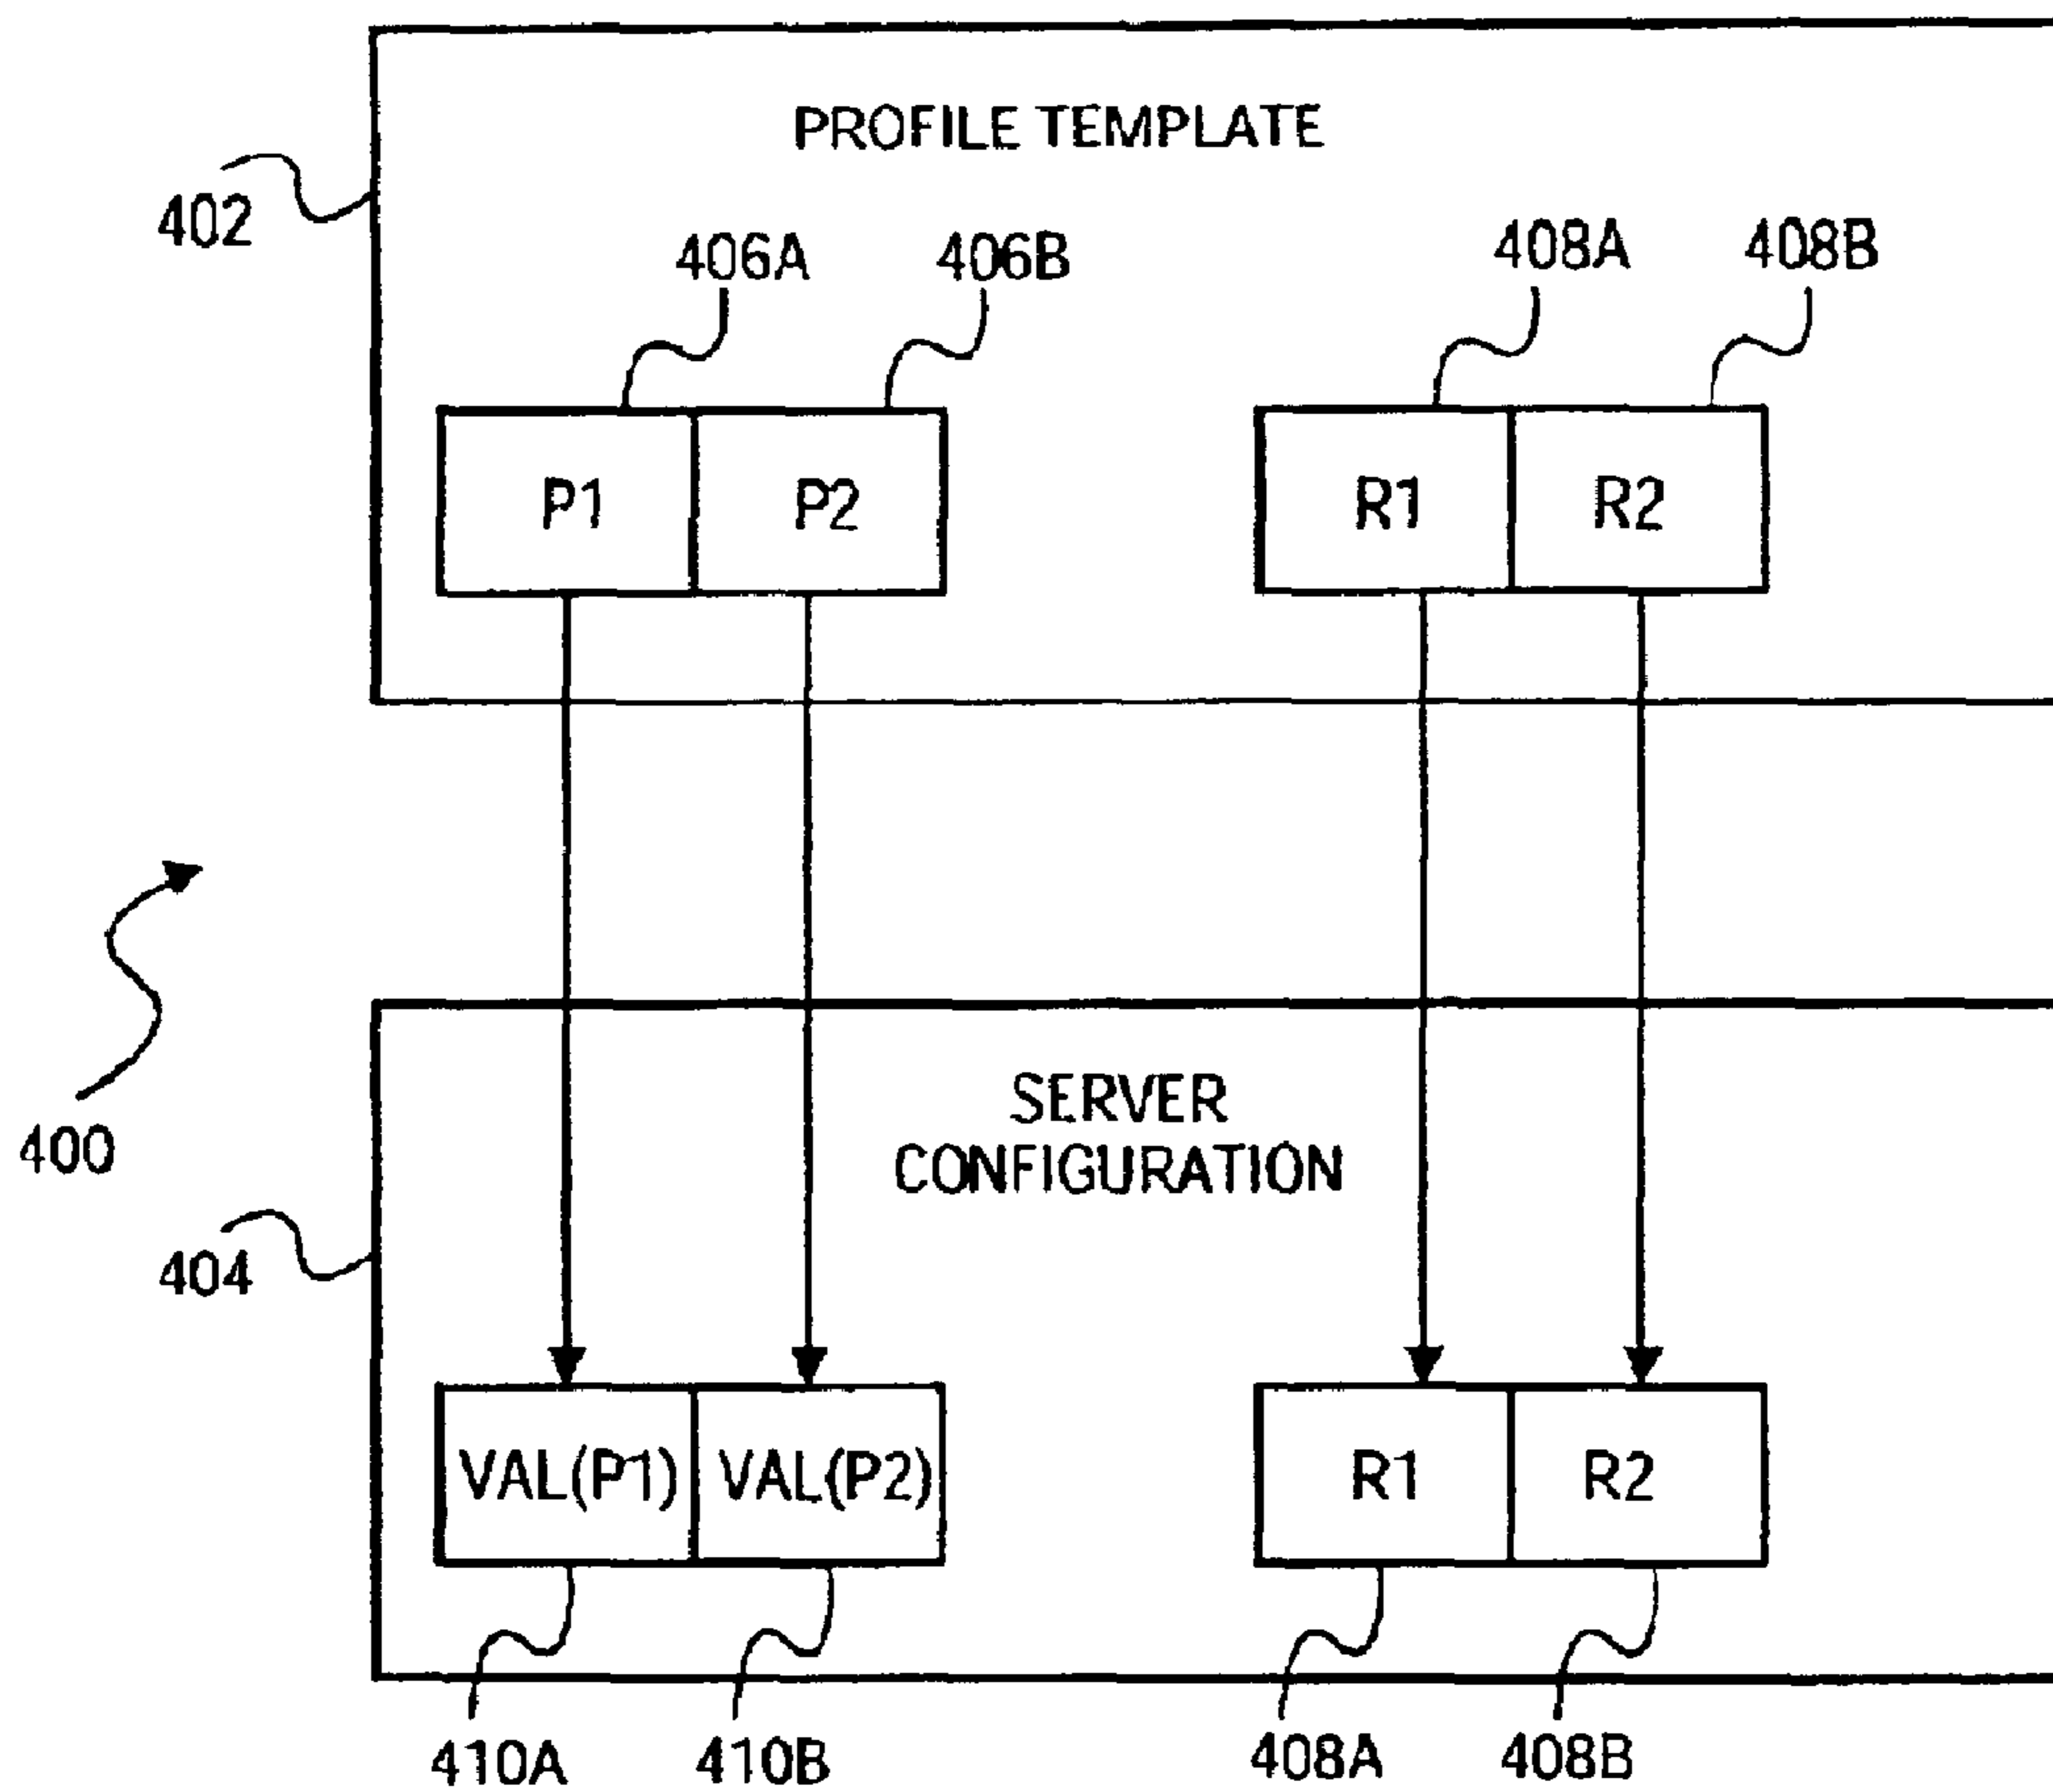 PROFILE TEMPLATE
402
406A 406B 408A 408B
P1 P2 R1 R2
400
SERVER
CONFIGURATION
404
VAL(P1) VAL(P2) R1 R2
410A 410B 408A 408B